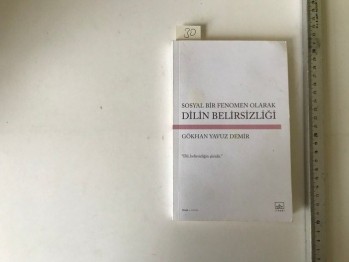 30
SOSYAL BİR FENOMEN OLARAK
DİLİN BELİRSİZLİĞİ
GÖKHAN YAVUZ DEMİR